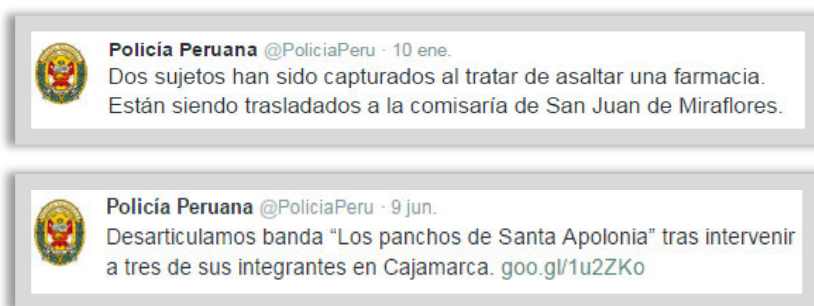 Policía Peruana @PoliciaPeru · 10 ene.
Dos sujetos han sido capturados al tratar de asaltar una farmacia.
Están siendo trasladados a la comisaría de San Juan de Miraflores.
Policía Peruana @PoliciaPeru · 9 jun.
Desarticulamos banda “Los panchos de Santa Apolonia” tras intervenir
a tres de sus integrantes en Cajamarca. goo.gl/1u2ZKo